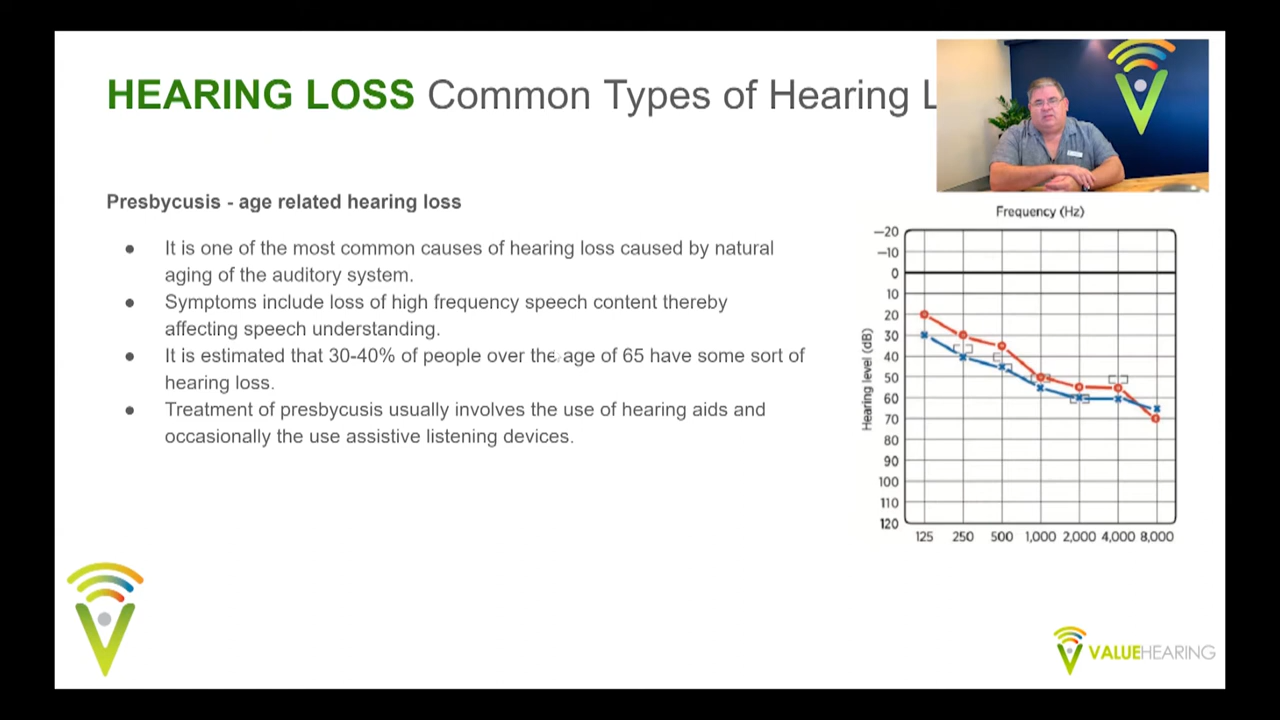 HEARING LOSS Common Types of Hearing L
Presbycusis - age related hearing loss
● It is one of the most common causes of hearing loss caused by natural
aging of the auditory system.
● Symptoms include loss of high frequency speech content thereby
affecting speech understanding.
● It is estimated that 30-40% of people over the age of 65 have some sort of
hearing loss.
● Treatment of presbycusis usually involves the use of hearing aids and
occasionally the use assistive listening devices.
Frequency (Hz)
Hearing level (dB)
-20
-10
0
10
20
30
40
50
60
70
80
90
100
110
120
125 250 500 1,000 2,000 4,000 8,000
VALUEHEARING